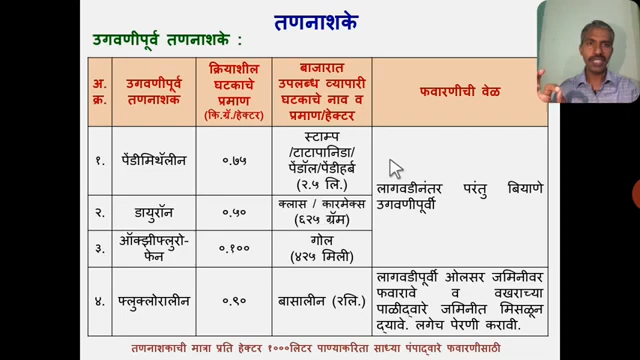 तणनाशके
उगवणीपूर्व तणनाशके :
अ. क्र.
उगवणीपूर्व तणनाशक
क्रियाशील घटकाचे प्रमाण (कि.ग्रॅ./हेक्टर)
बाजारात उपलब्ध व्यापारी घटकाचे नाव व प्रमाण/हेक्टर
फवारणीची वेळ
१.
पेंडीमिथॅलीन
०.७५
स्टाम्प
/टाटापानिडा/
पेंडॉल/पेंडीहर्ब
(२.५ लि.)
लागवडीनंतर परंतु बियाणे
उगवणीपूर्वी
२.
डायुरॉन
०.५०
क्लास / कारमेक्स
(६२५ ग्रॅम)
३.
ऑक्झीफ्लुरो-
फेन
०.१००
गोल
(४२५ मिली)
४.
फ्लुक्लोरालीन
०.९०
बासालीन (२लि.)
लागवडीपूर्वी ओलसर जमिनीवर
फवारावे व वखराच्या
पाळीद्वारे जमिनीत मिसळून
द्यावे. लगेच पेरणी करावी.
तणनाशकाची मात्रा प्रति हेक्टर १०००लिटर पाण्याकरिता साध्या पंपाद्वारे फवारणीसाठी